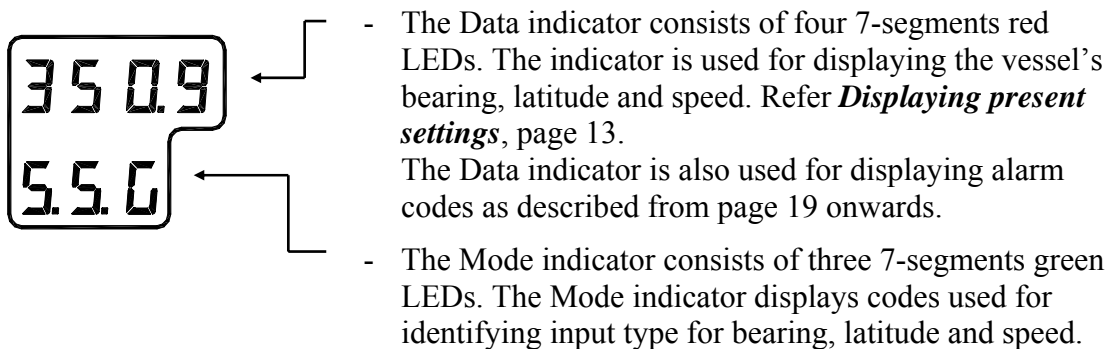 350.9
5.5.G
- The Data indicator consists of four 7-segments red
LEDs. The indicator is used for displaying the vessel’s
bearing, latitude and speed. Refer Displaying present
settings, page 13.
The Data indicator is also used for displaying alarm
codes as described from page 19 onwards.
- The Mode indicator consists of three 7-segments green
LEDs. The Mode indicator displays codes used for
identifying input type for bearing, latitude and speed.